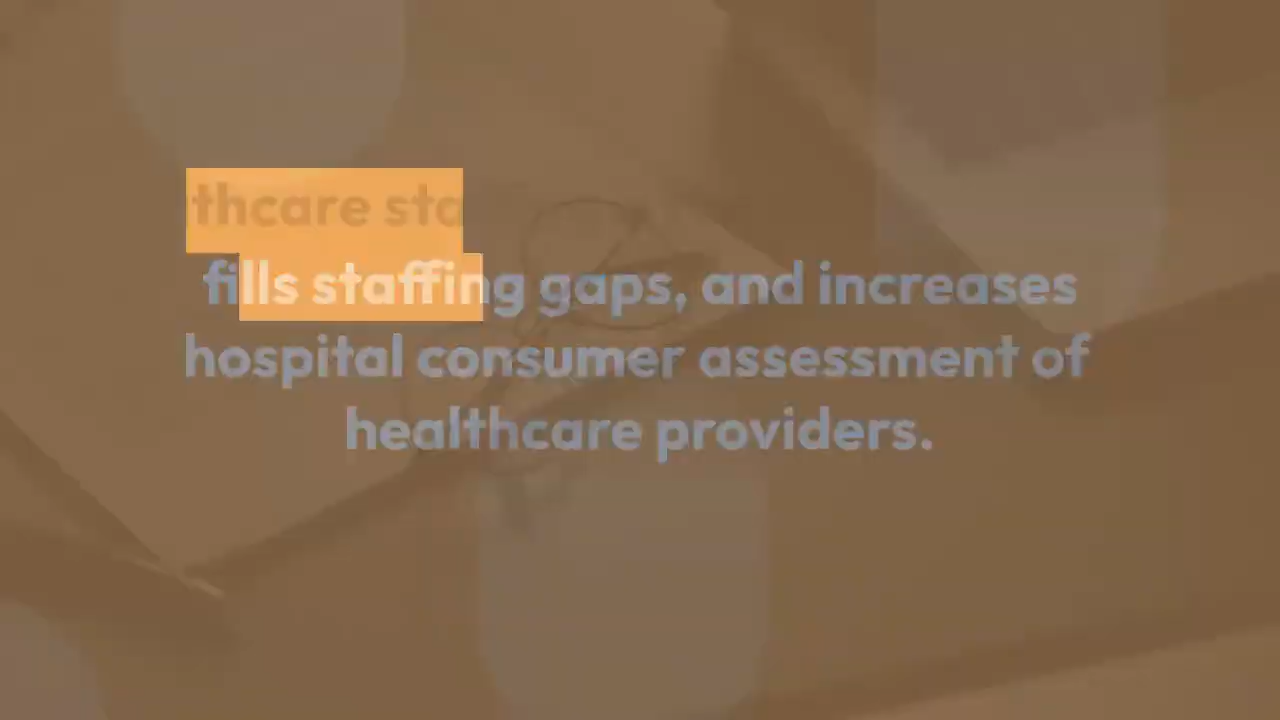 thcare sta
fills staffing gaps, and increases
hospital consumer assessment of
healthcare providers.